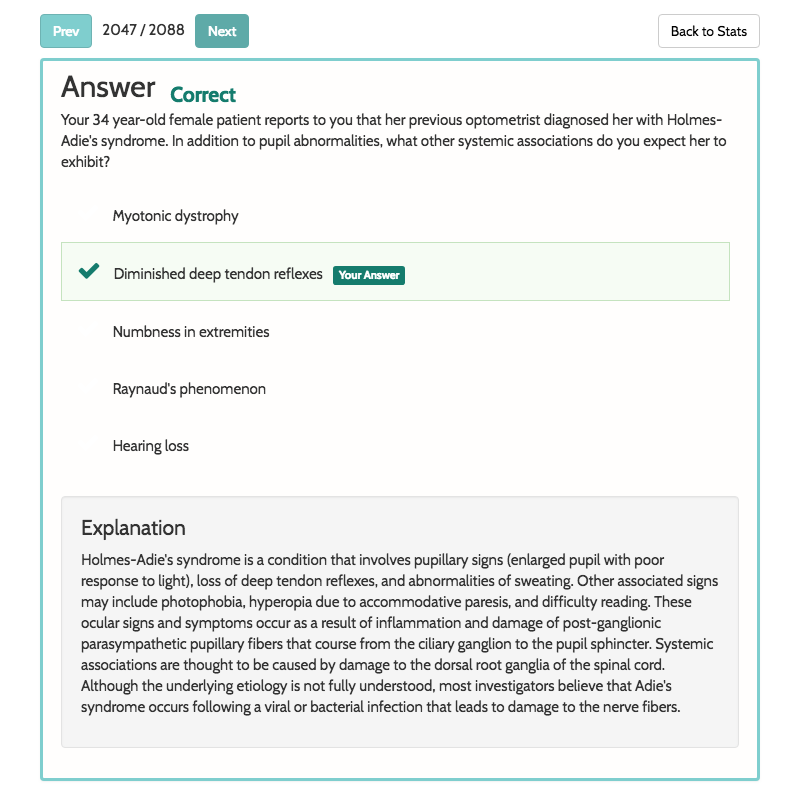 Prev 2047 / 2088 Next Back to Stats
Answer Correct
Your 34 year-old female patient reports to you that her previous optometrist diagnosed her with Holmes-
Adie's syndrome. In addition to pupil abnormalities, what other systemic associations do you expect her to
exhibit?
Myotonic dystrophy
Diminished deep tendon reflexes Your Answer
Numbness in extremities
Raynaud's phenomenon
Hearing loss
Explanation
Holmes-Adie's syndrome is a condition that involves pupillary signs (enlarged pupil with poor
response to light), loss of deep tendon reflexes, and abnormalities of sweating. Other associated signs
may include photophobia, hyperopia due to accommodative paresis, and difficulty reading. These
ocular signs and symptoms occur as a result of inflammation and damage of post-ganglionic
parasympathetic pupillary fibers that course from the ciliary ganglion to the pupil sphincter. Systemic
associations are thought to be caused by damage to the dorsal root ganglia of the spinal cord.
Although the underlying etiology is not fully understood, most investigators believe that Adie's
syndrome occurs following a viral or bacterial infection that leads to damage to the nerve fibers.